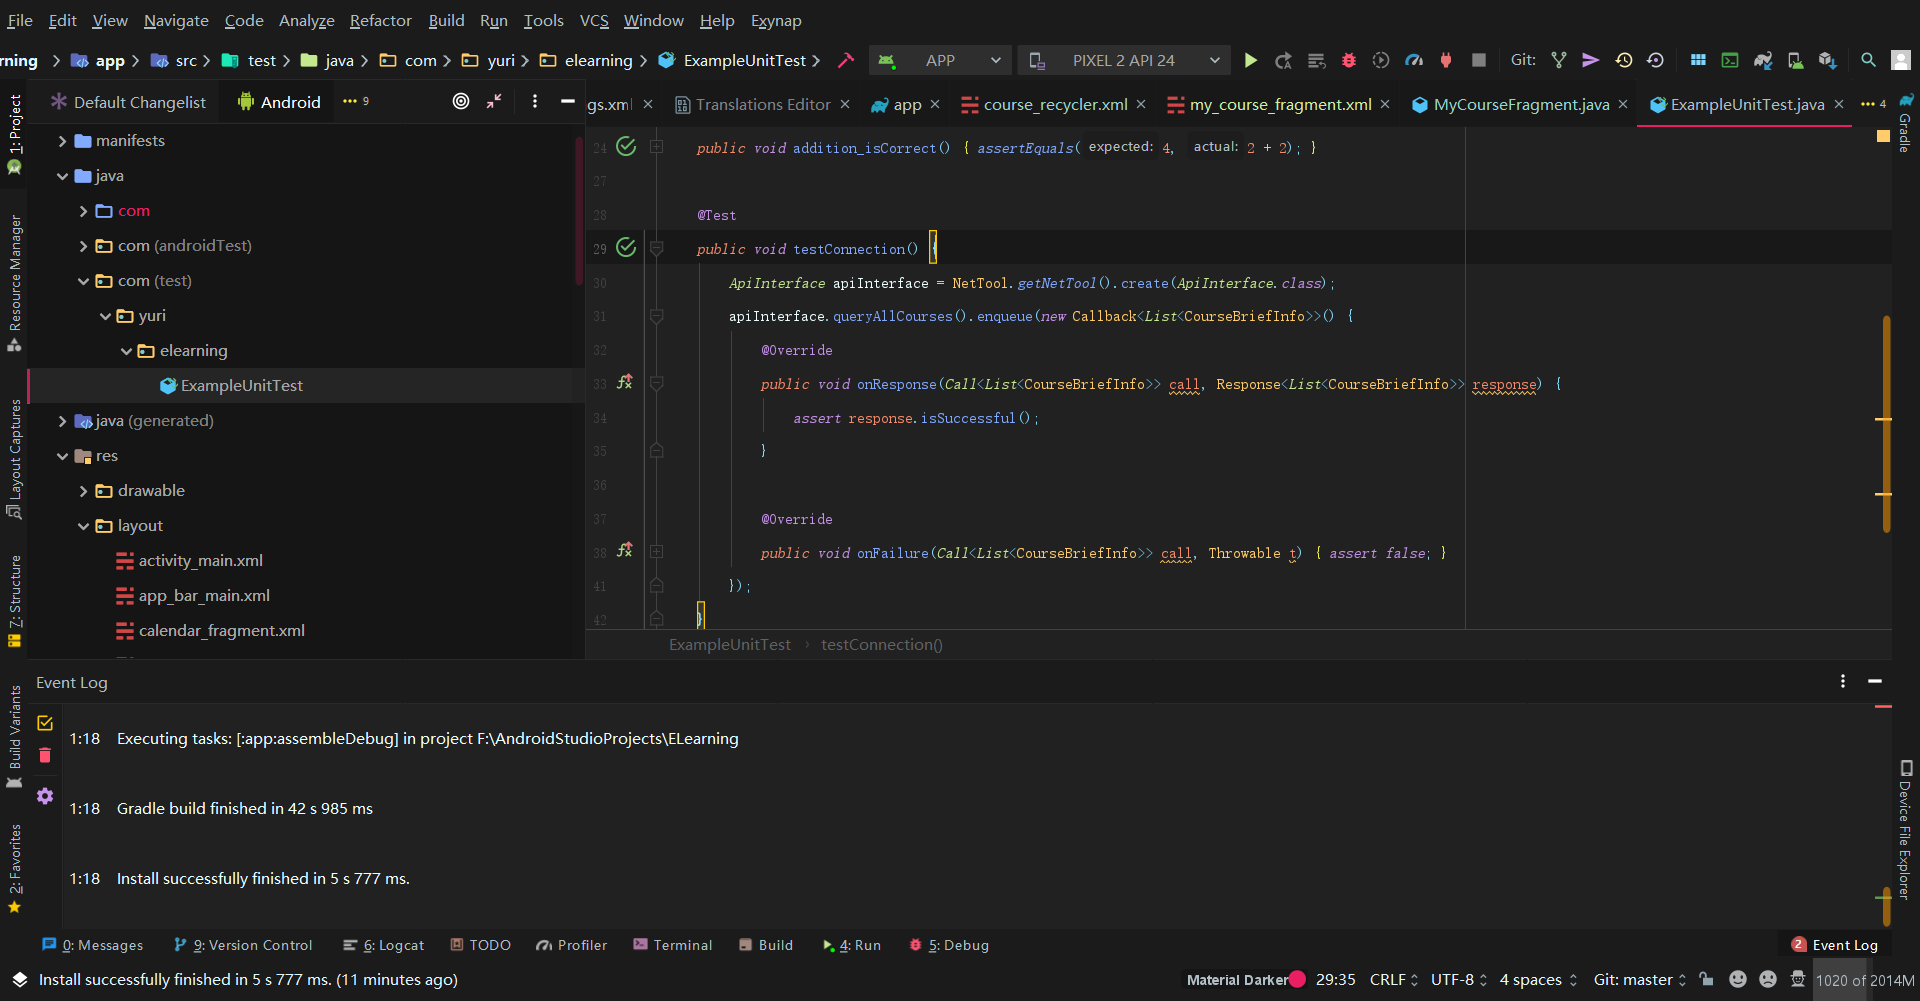 File Edit View Navigate Code Analyze Refactor Build Run Tools VCS Window Help Exynap
rning app src test java com yuri elearning ExampleUnitTest APP PIXEL 2 API 24 Git:
Default Changelist Android 9
gs.xml Translations Editor app course_recycler.xml my_course_fragment.xml MyCourseFragment.java ExampleUnitTest.java 4
1: Project
Resource Manager
Layout Captures
7: Structure
Build Variants
2: Favorites
manifests
java
com
com (androidTest)
com (test)
yuri
elearning
ExampleUnitTest
java (generated)
res
drawable
layout
activity_main.xml
app_bar_main.xml
calendar_fragment.xml
24 public void addition_isCorrect() { assertEquals( expected: 4, actual: 2 + 2); }
27
28 @Test
29 public void testConnection() {
30 ApiInterface apiInterface = NetTool.getNetTool().create(ApiInterface.class);
31 apiInterface.queryAllCourses().enqueue(new Callback<List<CourseBriefInfo>>() {
32 @Override
33 public void onResponse(Call<List<CourseBriefInfo>> call, Response<List<CourseBriefInfo>> response) {
34 assert response.isSuccessful();
35 }
36
37 @Override
38 public void onFailure(Call<List<CourseBriefInfo>> call, Throwable t) { assert false; }
41 });
42 }
ExampleUnitTest › testConnection()
Gradle
Device File Explorer
Event Log
1:18 Executing tasks: [:app:assembleDebug] in project F:\AndroidStudioProjects\ELearning
1:18 Gradle build finished in 42 s 985 ms
1:18 Install successfully finished in 5 s 777 ms.
0: Messages 9: Version Control 6: Logcat TODO Profiler Terminal Build 4: Run 5: Debug 2 Event Log
Install successfully finished in 5 s 777 ms. (11 minutes ago) Material Darker 29:35 CRLF UTF-8 4 spaces Git: master 1020 of 2014M